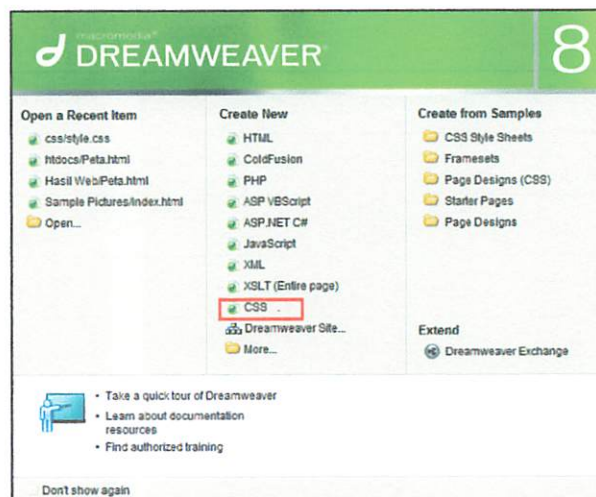 macromedia®
DREAMWEAVER®
8
Open a Recent Item
css/style.css
htdocs/Peta.html
Hasil Web/Peta.html
Sample Pictures/index.html
Open...
Create New
HTML
ColdFusion
PHP
ASP VBScript
ASP.NET C#
JavaScript
XML
XSLT (Entire page)
CSS
Dreamweaver Site...
More...
Create from Samples
CSS Style Sheets
Framesets
Page Designs (CSS)
Starter Pages
Page Designs
Extend
Dreamweaver Exchange
• Take a quick tour of Dreamweaver
• Learn about documentation
resources
• Find authorized training
Don't show again